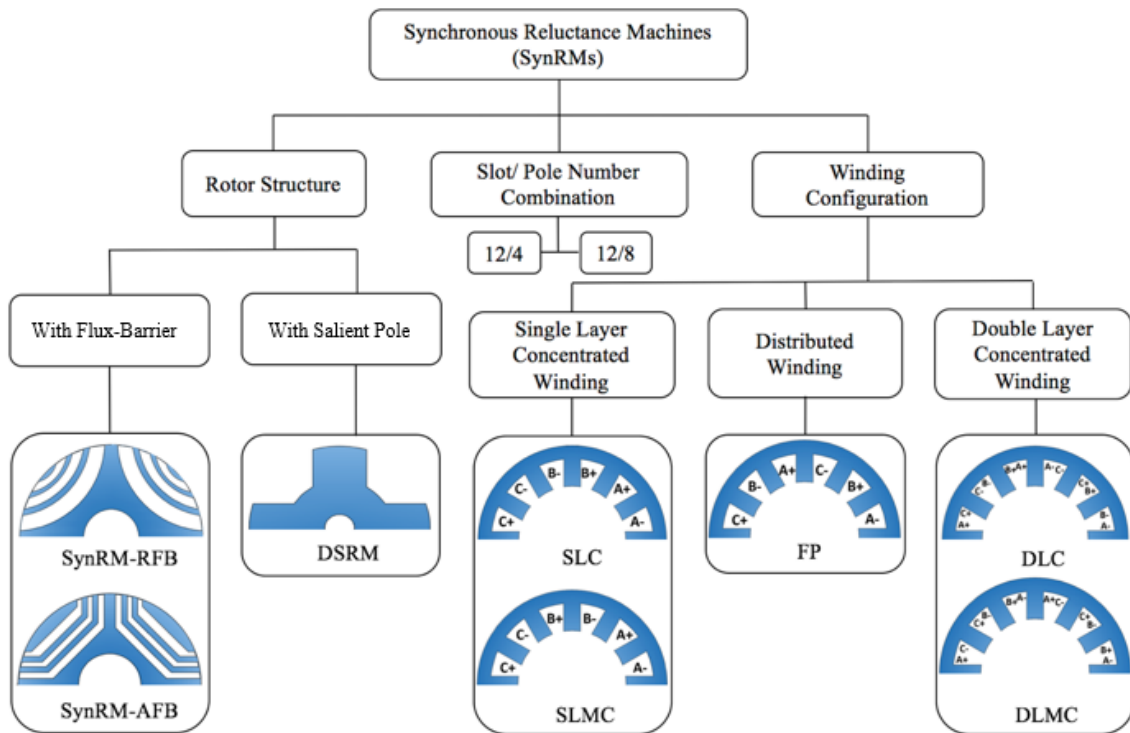 Synchronous Reluctance Machines
(SynRMs)
Rotor Structure
Slot/ Pole Number
Combination
Winding
Configuration
12/4
12/8
With Flux-Barrier
With Salient Pole
Single Layer
Concentrated
Winding
Distributed
Winding
Double Layer
Concentrated
Winding
SynRM-RFB
SynRM-AFB
DSRM
C+
C-
B-
B+
A+
A-
SLC
C+
C-
B+
B-
A+
A-
SLMC
C+
B-
A+
C-
B+
A-
FP
C+
A+
B-
C-
B+A+
A-C-
C+
B+
B-
A-
DLC
C-
A+
B-
C+
B+A-
A+C-
C+
B-
B+
A-
DLMC